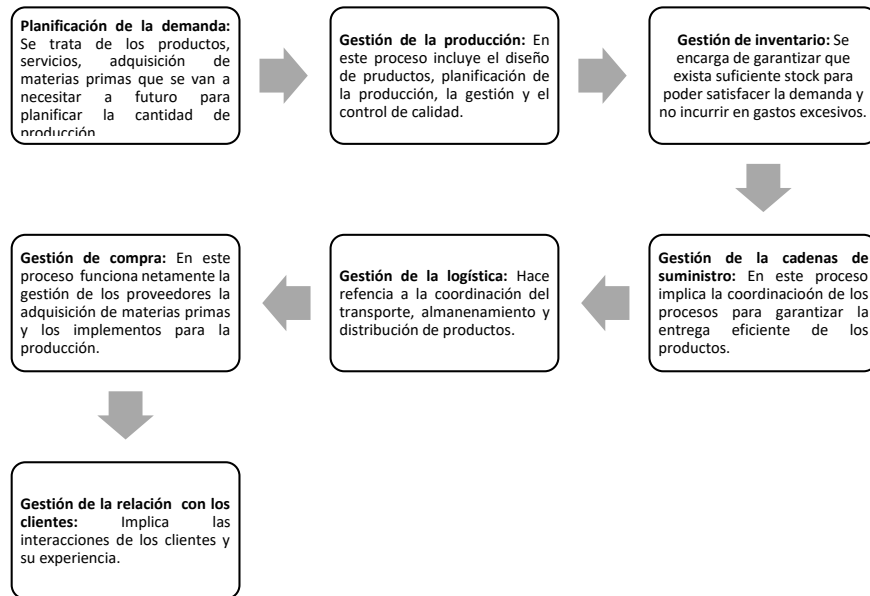 Planificación de la demanda:
Se trata de los productos,
servicios, adquisición de
materias primas que se van a
necesitar a futuro para
planificar la cantidad de
producción
Gestión de la producción: En
este proceso incluye el diseño
de pruductos, planificación de
la producción, la gestión y el
control de calidad.
Gestión de inventario: Se
encarga de garantizar que
exista suficiente stock para
poder satisfacer la demanda y
no incurrir en gastos excesivos.
Gestión de la cadenas de
suministro: En este proceso
implica la coordinacioón de los
procesos para garantizar la
entrega eficiente de los
productos.
Gestión de la logística: Hace
refencia a la coordinación del
transporte, almanenamiento y
distribución de productos.
Gestión de compra: En este
proceso funciona netamente la
gestión de los proveedores la
adquisición de materias primas
y los implementos para la
producción.
Gestión de la relación con los
clientes: Implica las
interacciones de los clientes y
su experiencia.